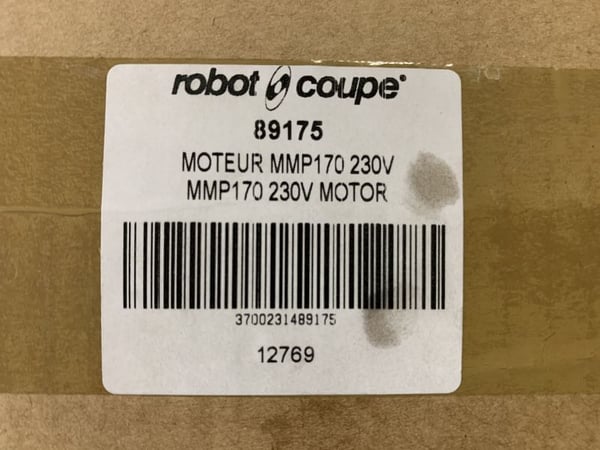 robot coupe®
89175
MOTEUR MMP170 230V
MMP170 230V MOTOR
3700231489175
12769